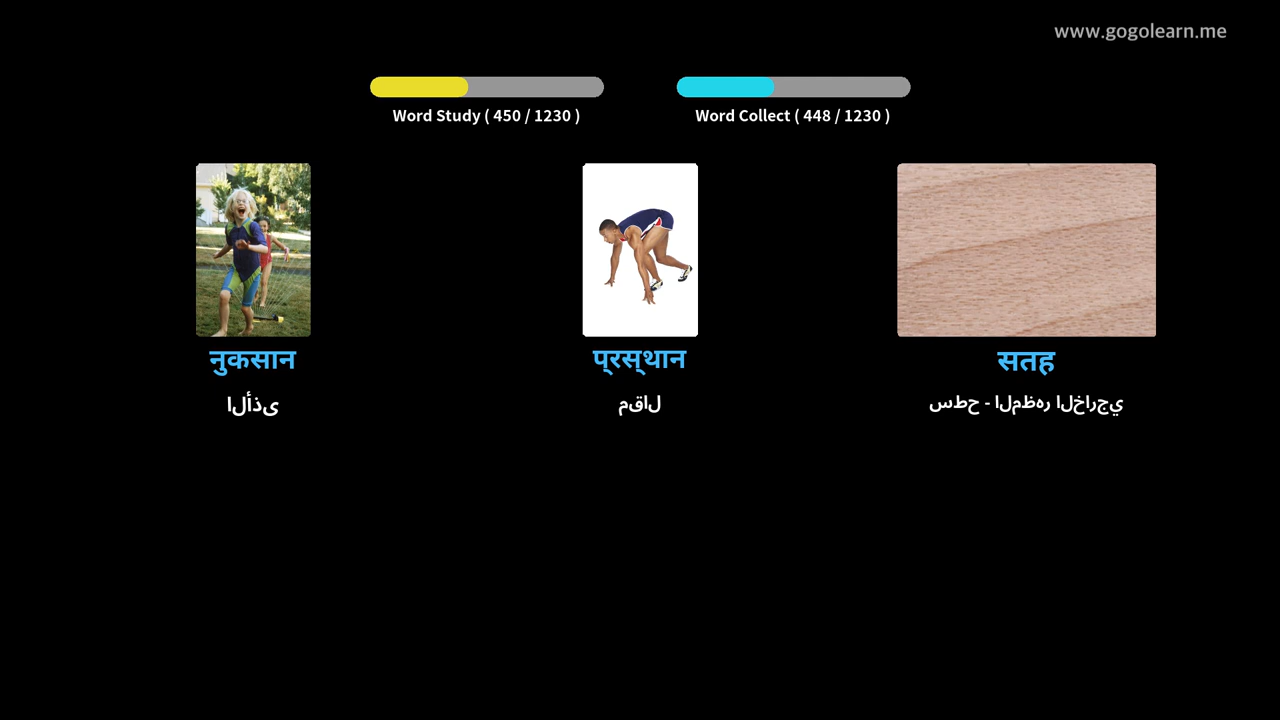 www.gogolearn.me
Word Study ( 450 / 1230 )
Word Collect ( 448 / 1230 )
नुकसान
प्रस्थान
सतह
الأذى
مقال
سطح - المظهر الخارجي